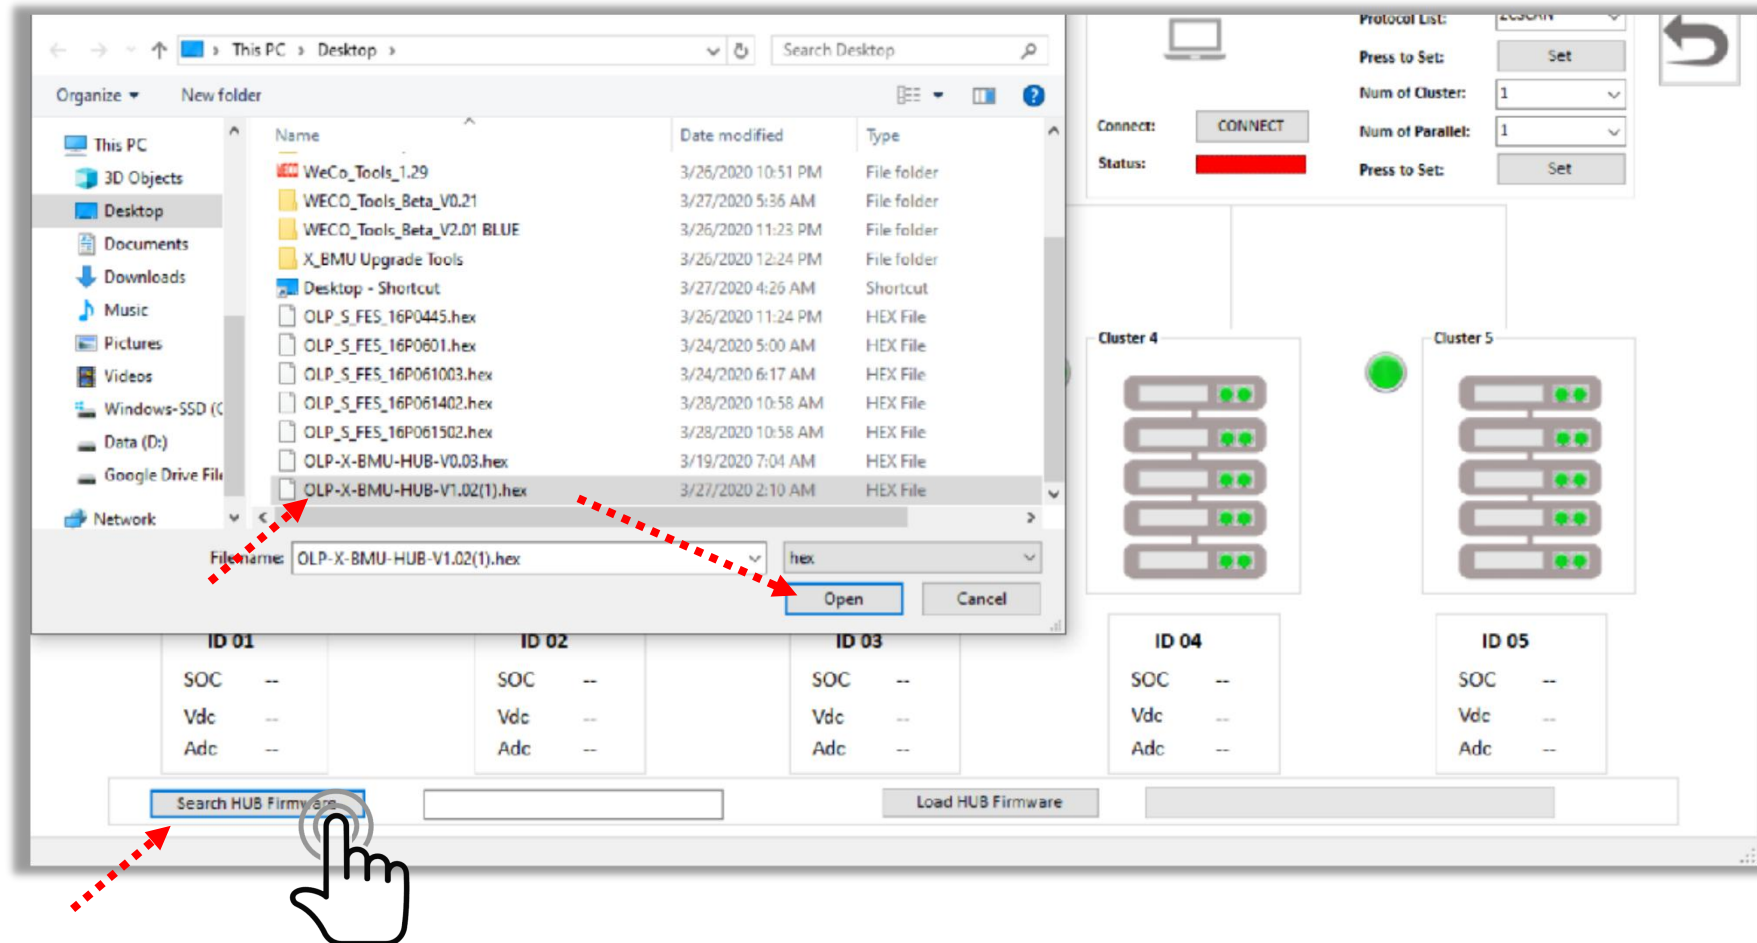 This PC › Desktop ›
Search Desktop
Organize
New folder
Name
Date modified
Type
This PC
3D Objects
Desktop
Documents
Downloads
Music
Pictures
Videos
Windows-SSD (C
Data (D:)
Google Drive File
Network
WeCo_Tools_1.29 3/26/2020 10:51 PM File folder
WECO_Tools_Beta_V0.21 3/27/2020 5:36 AM File folder
WECO_Tools_Beta_V2.01 BLUE 3/26/2020 11:23 PM File folder
X_BMU Upgrade Tools 3/26/2020 12:24 PM File folder
Desktop - Shortcut 3/27/2020 4:26 AM Shortcut
OLP_S_FES_16P0445.hex 3/26/2020 11:24 PM HEX File
OLP_S_FES_16P0601.hex 3/24/2020 5:00 AM HEX File
OLP_S_FES_16P061003.hex 3/24/2020 6:17 AM HEX File
OLP_S_FES_16P061402.hex 3/28/2020 10:58 AM HEX File
OLP_S_FES_16P061502.hex 3/28/2020 10:58 AM HEX File
OLP-X-BMU-HUB-V0.03.hex 3/19/2020 7:04 AM HEX File
OLP-X-BMU-HUB-V1.02(1).hex 3/27/2020 2:10 AM HEX File
File name: OLP-X-BMU-HUB-V1.02(1).hex
hex
Open
Cancel
Protocol List:
Press to Set: Set
Num of Cluster: 1
Connect: CONNECT
Num of Parallel: 1
Status:
Press to Set: Set
Cluster 4
Cluster 5
ID 01
SOC --
Vdc --
Adc --
ID 02
SOC --
Vdc --
Adc --
ID 03
SOC --
Vdc --
Adc --
ID 04
SOC --
Vdc --
Adc --
ID 05
SOC --
Vdc --
Adc --
Search HUB Firmware
Load HUB Firmware